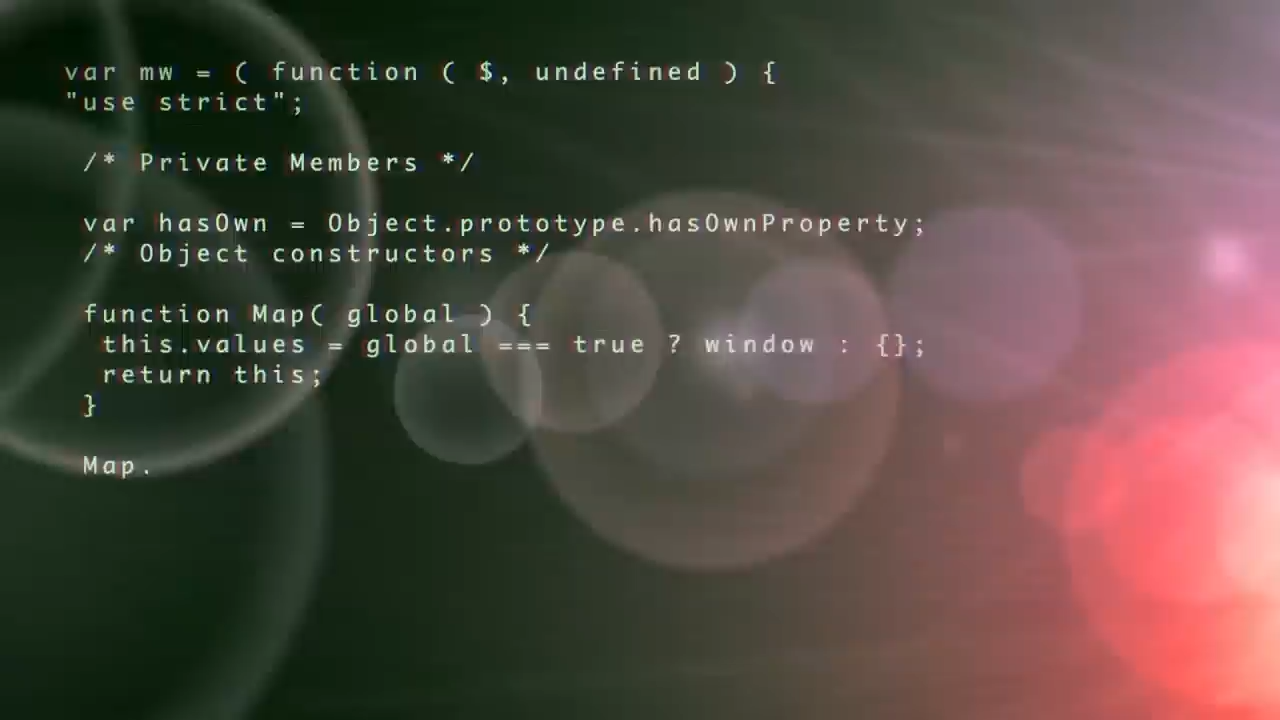 var mw = ( function ( $, undefined ) {
"use strict";
/* Private Members */
var hasOwn = Object.prototype.hasOwnProperty;
/* Object constructors */
function Map( global ) {
this.values = global === true ? window : {};
return this;
}
Map.